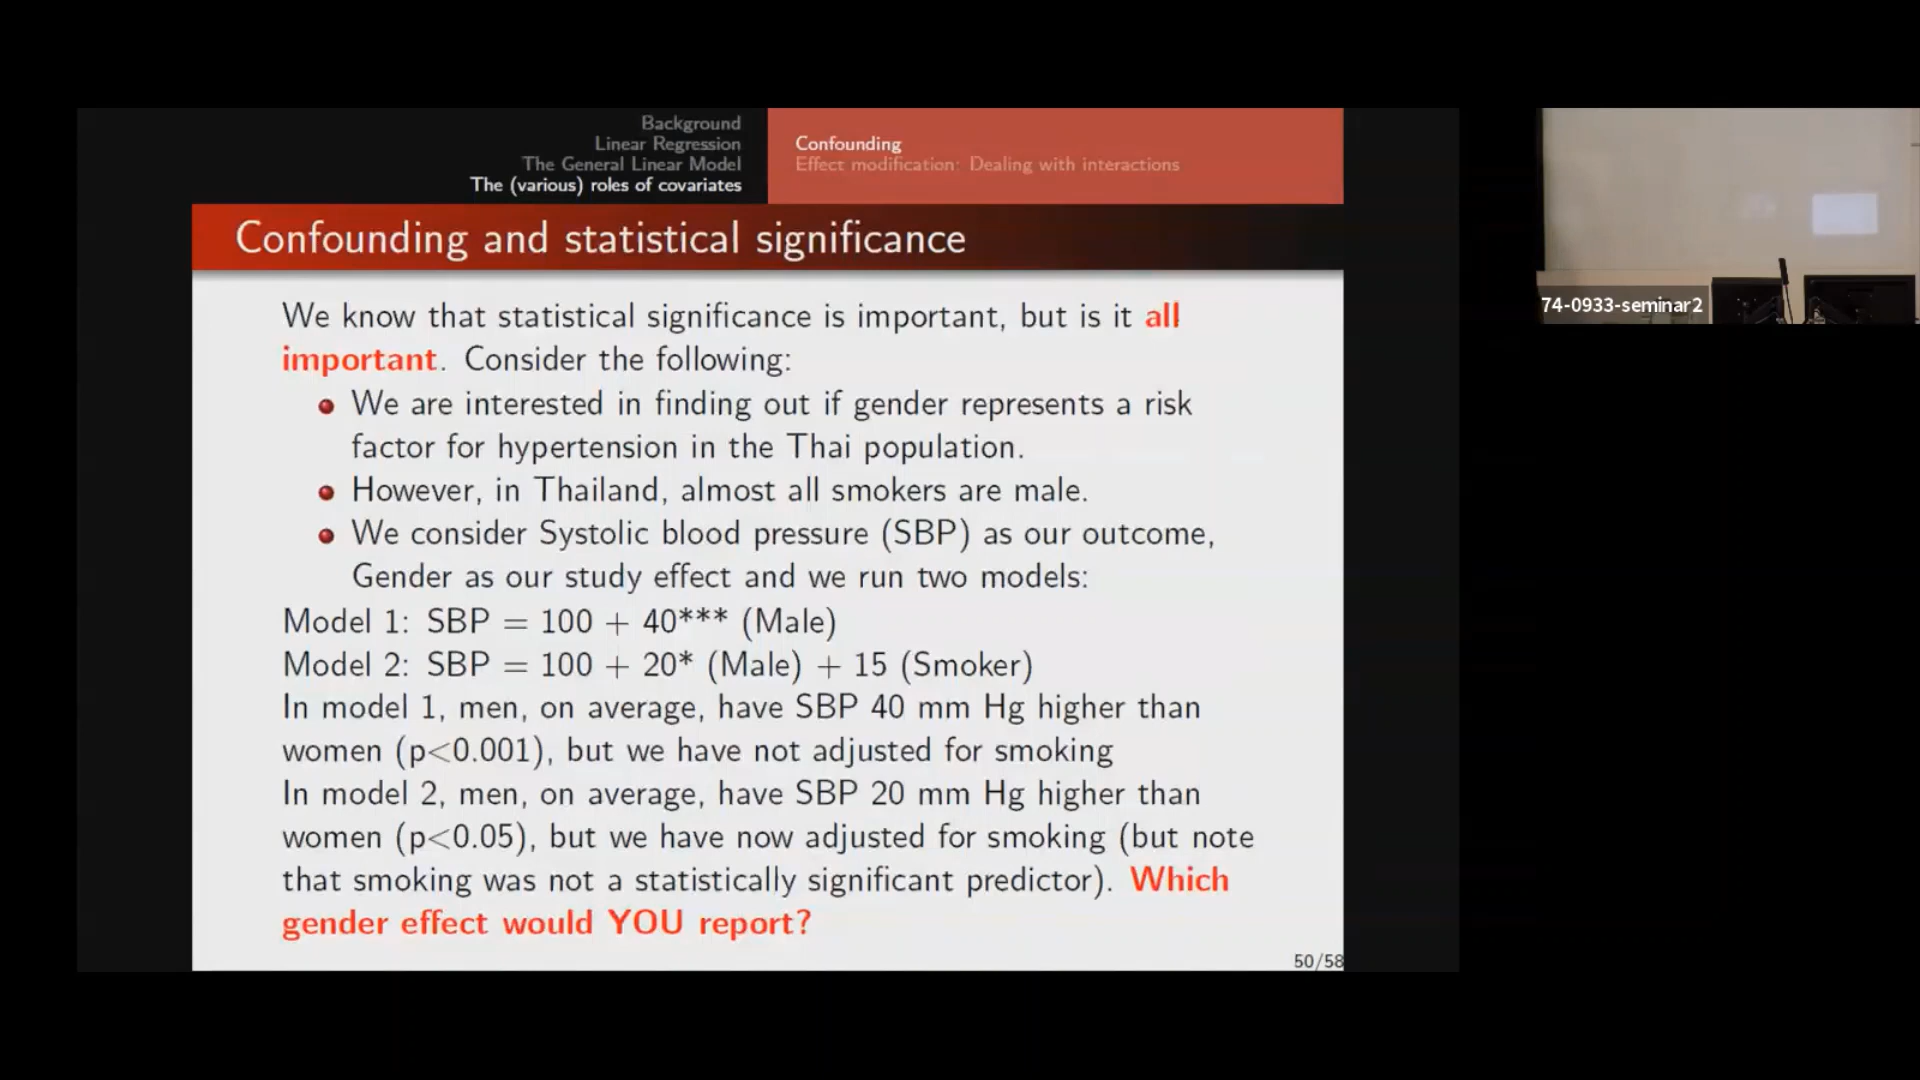 Background
Linear Regression
The General Linear Model
The (various) roles of covariates
Confounding
Effect modification: Dealing with interactions
Confounding and statistical significance
We know that statistical significance is important, but is it all
important. Consider the following:
We are interested in finding out if gender represents a risk
factor for hypertension in the Thai population.
However, in Thailand, almost all smokers are male.
We consider Systolic blood pressure (SBP) as our outcome,
Gender as our study effect and we run two models:
Model 1: SBP = 100 + 40*** (Male)
Model 2: SBP = 100 + 20* (Male) + 15 (Smoker)
In model 1, men, on average, have SBP 40 mm Hg higher than
women (p<0.001), but we have not adjusted for smoking
In model 2, men, on average, have SBP 20 mm Hg higher than
women (p<0.05), but we have now adjusted for smoking (but note
that smoking was not a statistically significant predictor). Which
gender effect would YOU report?
50/58
74-0933-seminar2